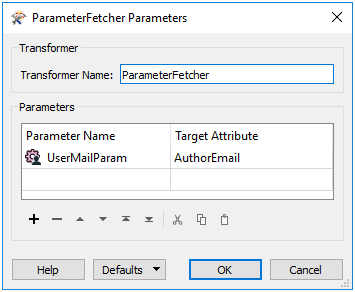 ParameterFetcher Parameters
Transformer
Transformer Name: ParameterFetcher
Parameters
Parameter Name Target Attribute
UserMailParam AuthorEmail
Help Defaults OK Cancel